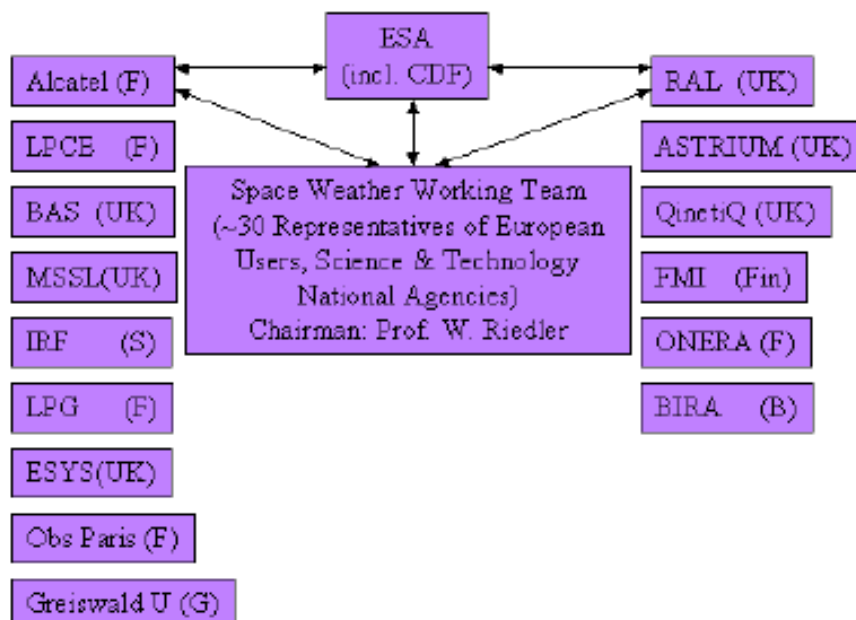 ESA
(incl. CDF)
Alcatel (F)
RAL (UK)
LPCE (F)
ASTRIUM (UK)
Space Weather Working Team
(~30 Representatives of European
Users, Science & Technology
National Agencies)
Chairman: Prof. W. Riedler
BAS (UK)
QinetiQ (UK)
MSSL(UK)
FMI (Fin)
IRF (S)
ONERA (F)
LPG (F)
BIRA (B)
ESYS(UK)
Obs Paris (F)
Greiswald U (G)